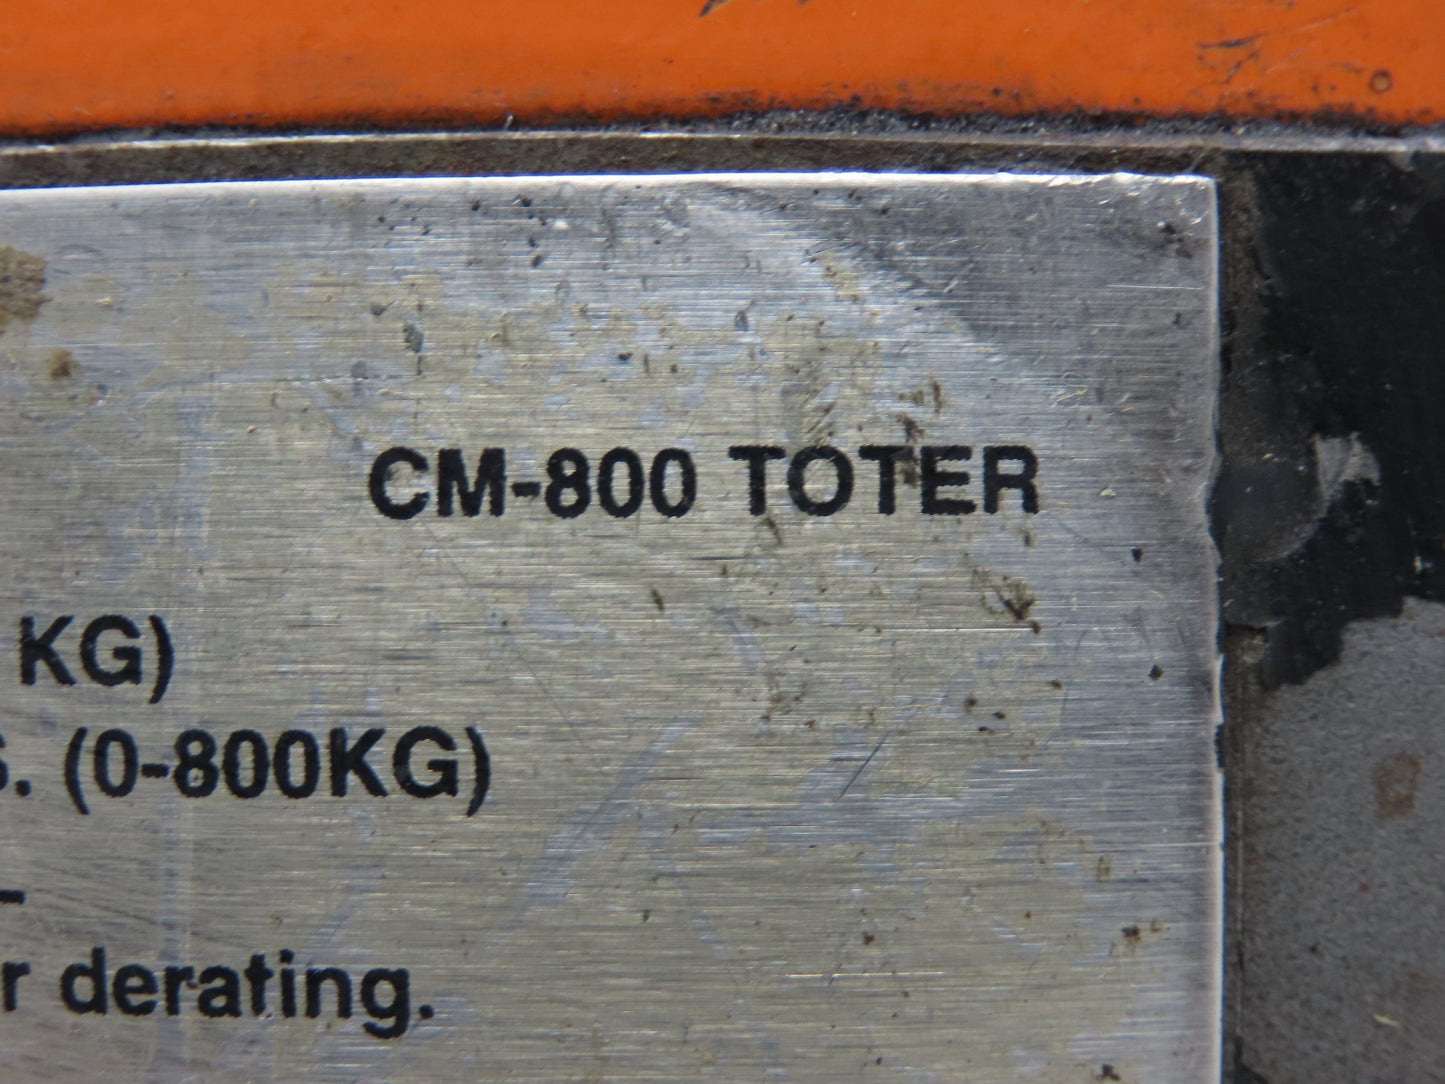 CM-800 TOTER
KG)
. (0-800KG)
derating.